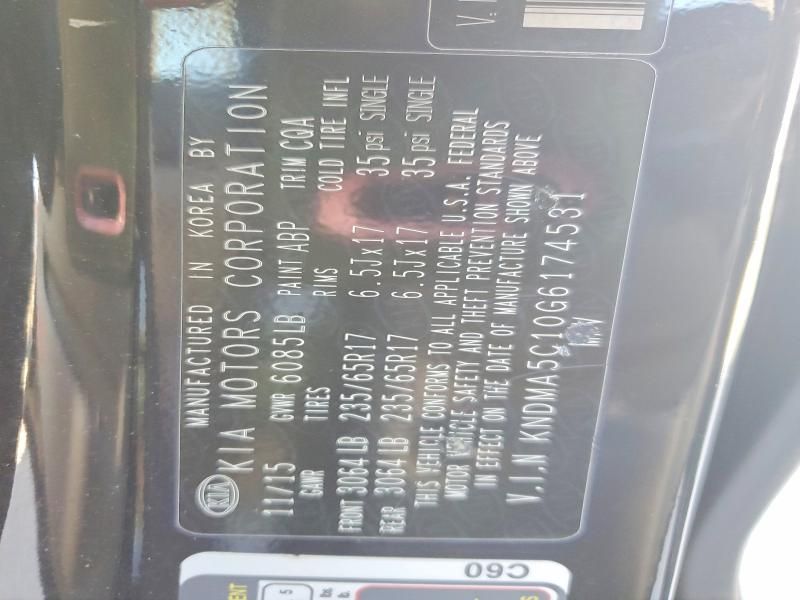 MANUFACTURED IN KOREA BY
KIA KIA MOTORS CORPORATION
11/15 GVWR 6085LB PAINT ABP TRIM CQA
GAWR TIRES RIMS COLD TIRE INFL
FRONT 3064LB 235/65R17 6.5Jx17 35psi SINGLE
REAR 3064LB 235/65R17 6.5Jx17 35psi SINGLE
THIS VEHICLE CONFORMS TO ALL APPLICABLE U.S.A. FEDERAL
MOTOR VEHICLE SAFETY AND THEFT PREVENTION STANDARDS
IN EFFECT ON THE DATE OF MANUFACTURE SHOWN ABOVE
V.I.N KNDMA5C10G6174531
MPV
V.I
C60
5